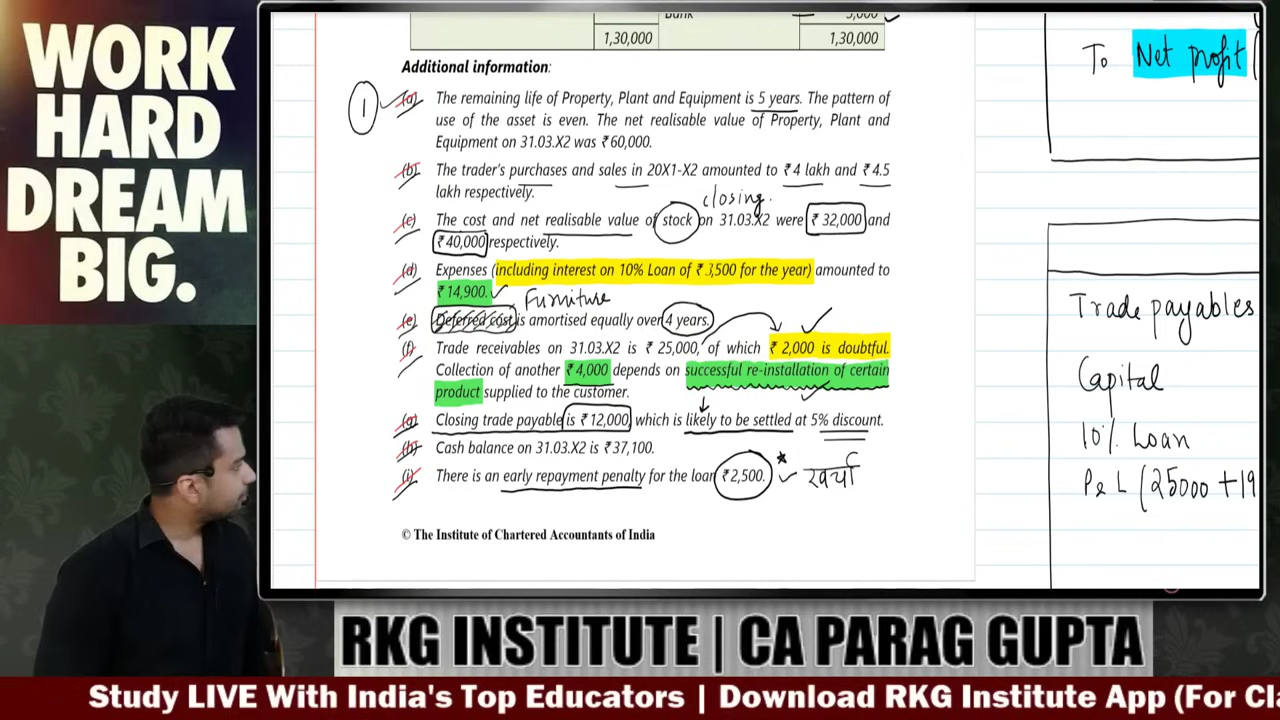 WORK
HARD
DREAM
BIG.
Bank 5,000
1,30,000 1,30,000
Additional information:
1 (a) The remaining life of Property, Plant and Equipment is 5 years. The pattern of
use of the asset is even. The net realisable value of Property, Plant and
Equipment on 31.03.X2 was ₹ 60,000.
(b) The trader's purchases and sales in 20X1-X2 amounted to ₹ 4 lakh and ₹ 4.5
lakh respectively.
closing.
(c) The cost and net realisable value of stock on 31.03.X2 were ₹ 32,000 and
₹ 40,000 respectively.
(d) Expenses (including interest on 10% Loan of ₹ 3,500 for the year) amounted to
₹ 14,900.
Furniture
(e) Deferred cost is amortised equally over 4 years.
(f) Trade receivables on 31.03.X2 is ₹ 25,000, of which ₹ 2,000 is doubtful.
Collection of another ₹ 4,000 depends on successful re-installation of certain
product supplied to the customer.
(g) Closing trade payable is ₹ 12,000, which is likely to be settled at 5% discount.
(h) Cash balance on 31.03.X2 is ₹ 37,100.
(i) There is an early repayment penalty for the loan ₹ 2,500. * खर्चा
© The Institute of Chartered Accountants of India
To Net profit (
Trade payables
Capital
10% Loan
P & L (25000 + 19
RKG INSTITUTE | CA PARAG GUPTA
Study LIVE With India's Top Educators | Download RKG Institute App (For Cl